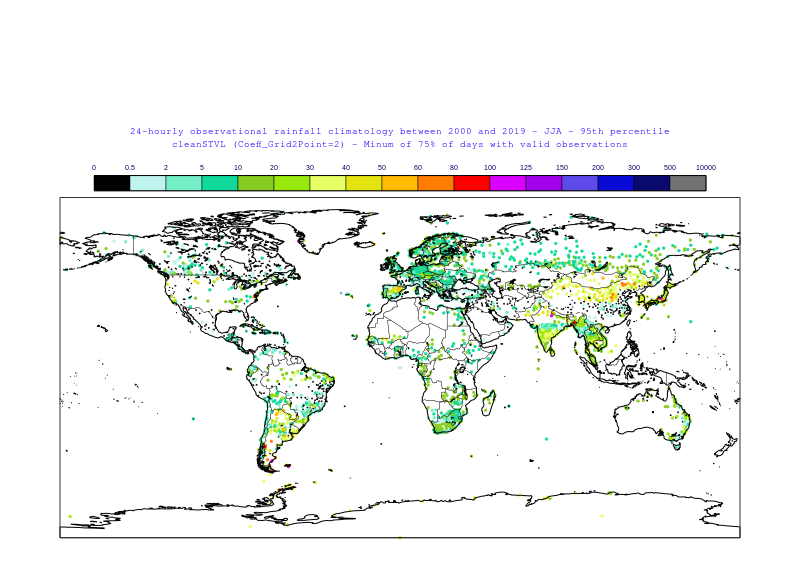 24-hourly observational rainfall climatology between 2000 and 2019 - JJA - 95th percentile
cleanSTVL (Coeff_Grid2Point=2) - Minum of 75% of days with valid observations
0 0.5 2 5 10 20 30 40 50 60 80 100 125 150 200 300 500 10000